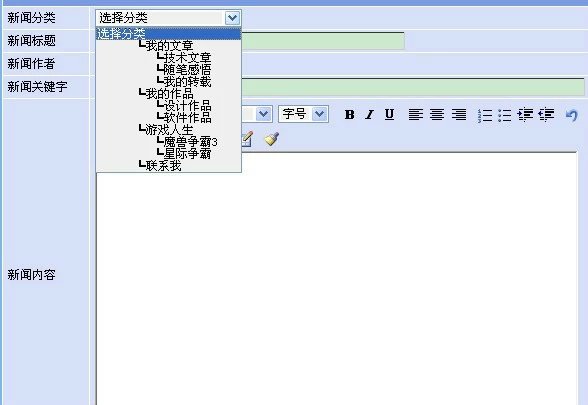 新闻分类 选择分类
选择分类
新闻标题
┗我的文章
┗技术文章
新闻作者
┗随笔感悟
┗我的转载
新闻关键字
┗我的作品
┗设计作品
字号 B I U
┗软件作品
┗游戏人生
┗魔兽争霸3
┗星际争霸
┗联系我
新闻内容